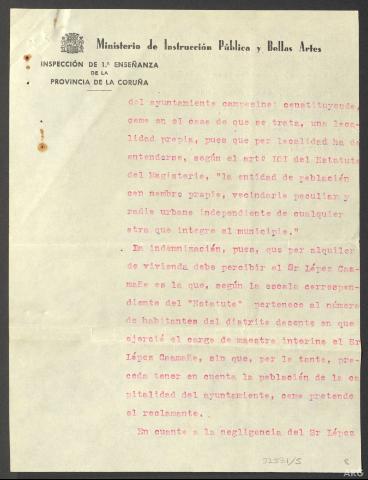 Ministerio de Instrucción Pública y Bellas Artes
INSPECCIÓN DE 1.ª ENSEÑANZA
DE LA
PROVINCIA DE LA CORUÑA
del ayuntamiento campesino: constituyendo,
como en el caso de que se trata, una loca-
lidad propia, pues que por localidad ha de
entenderse, según el artº 101 del Estatuto
del Magisterio, "la entidad de población
con nombre propio, vecindario peculiar y
radio urbano independiente de cualquier
otra que integre el municipio."
La indemnización, pues, que por alquiler
de vivienda debe percibir el Sr López Caa-
maño es la que, según la escala correspon-
diente del "Estatuto" pertenece al número
de habitantes del distrito docente en que
ejerció el cargo de maestro interino el Sr
López Caamaño, sin que, por lo tanto, pro-
ceda tener en cuenta la población de la ca
pitalidad del ayuntamiento, como pretende
el reclamante.
En cuanto a la negligencia del Sr López
32531/5
8
ARG